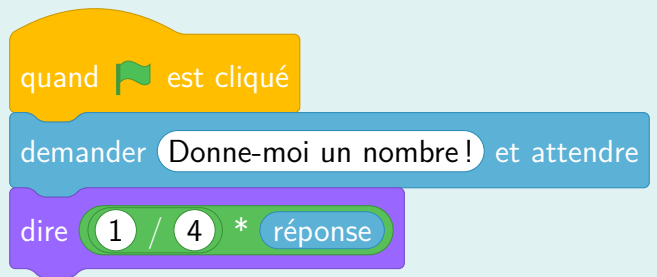 quand est cliqué
demander Donne-moi un nombre ! et attendre
dire 1 / 4 * réponse